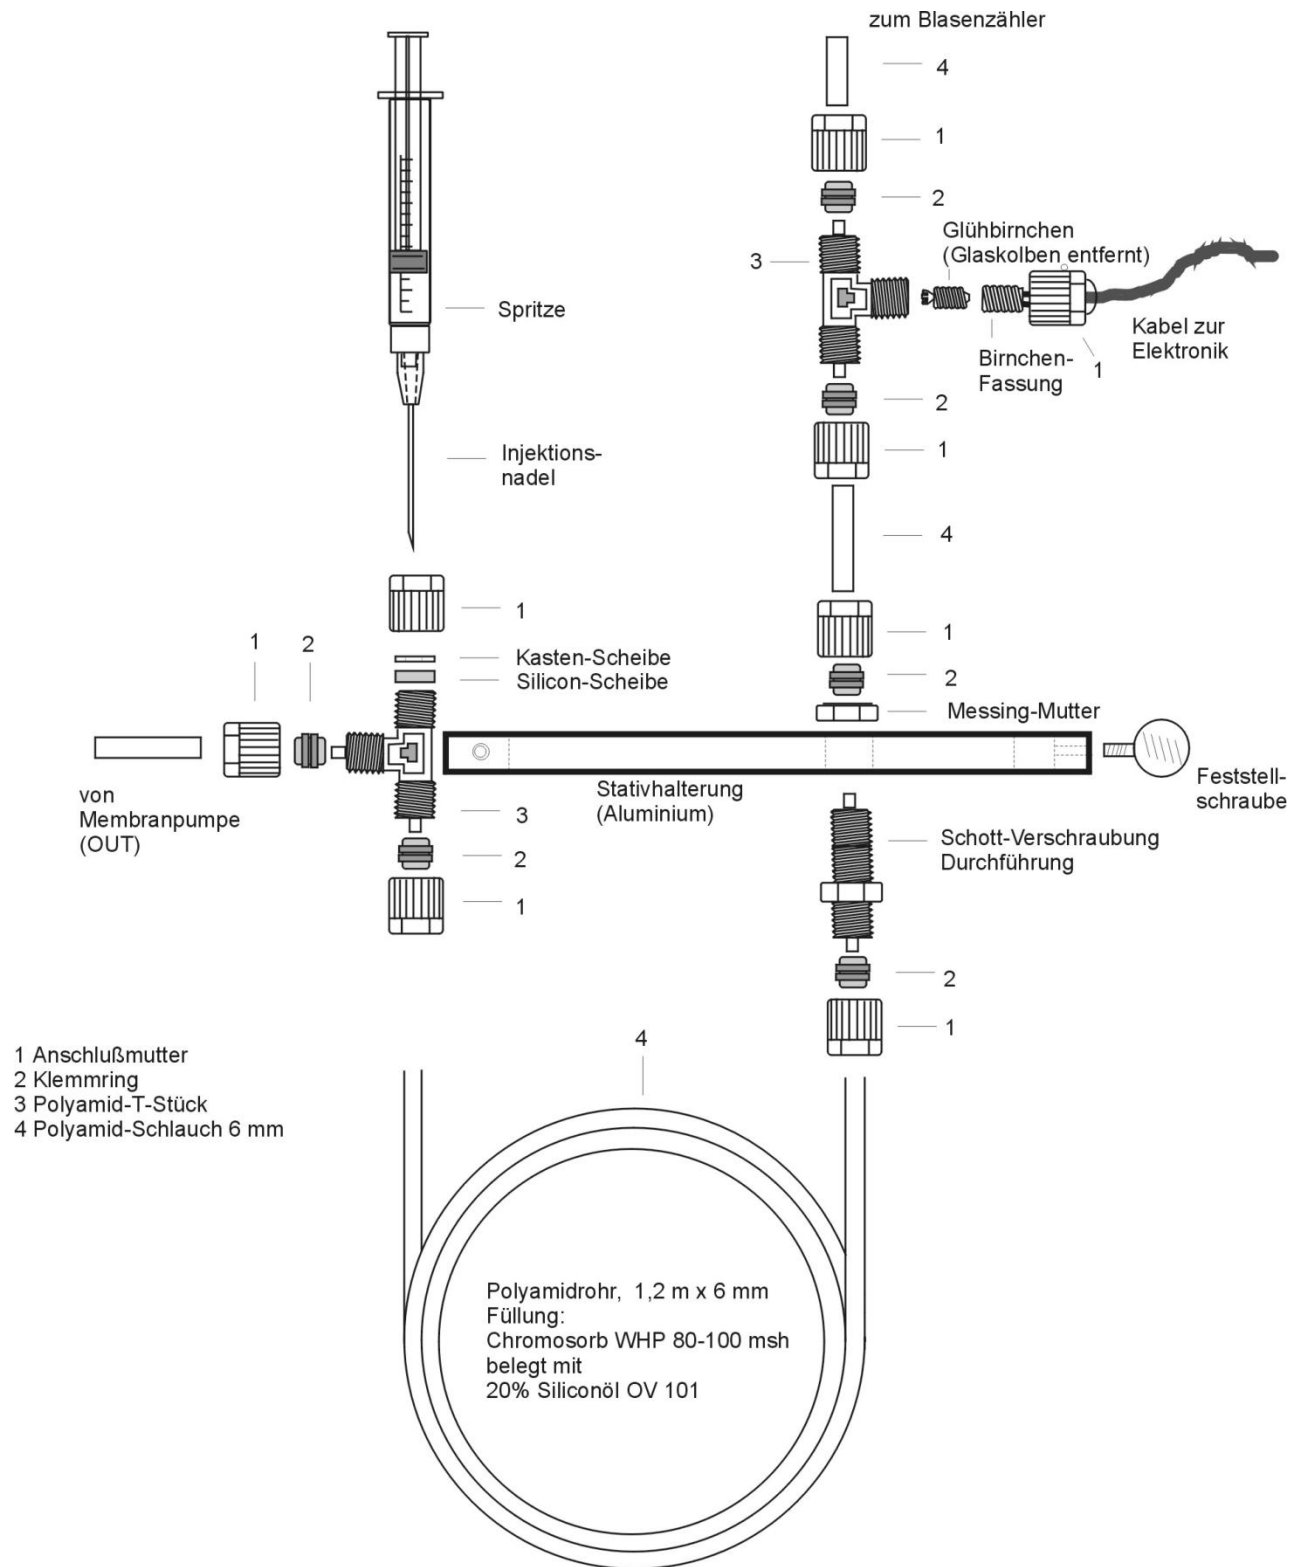 zum Blasenzähler
4
1
2
Glühbirnchen
(Glaskolben entfernt)
3
Spritze
Kabel zur
Elektronik
Birnchen-
Fassung
1
2
1
Injektions-
nadel
4
1
1
Kasten-Scheibe
Silicon-Scheibe
1
2
2
Messing-Mutter
von
Membranpumpe
(OUT)
Stativhalterung
(Aluminium)
Feststell-
schraube
3
2
1
Schott-Verschraubung
Durchführung
2
1
4
1 Anschlußmutter
2 Klemmring
3 Polyamid-T-Stück
4 Polyamid-Schlauch 6 mm
Polyamidrohr, 1,2 m x 6 mm
Füllung:
Chromosorb WHP 80-100 msh
belegt mit
20% Siliconöl OV 101